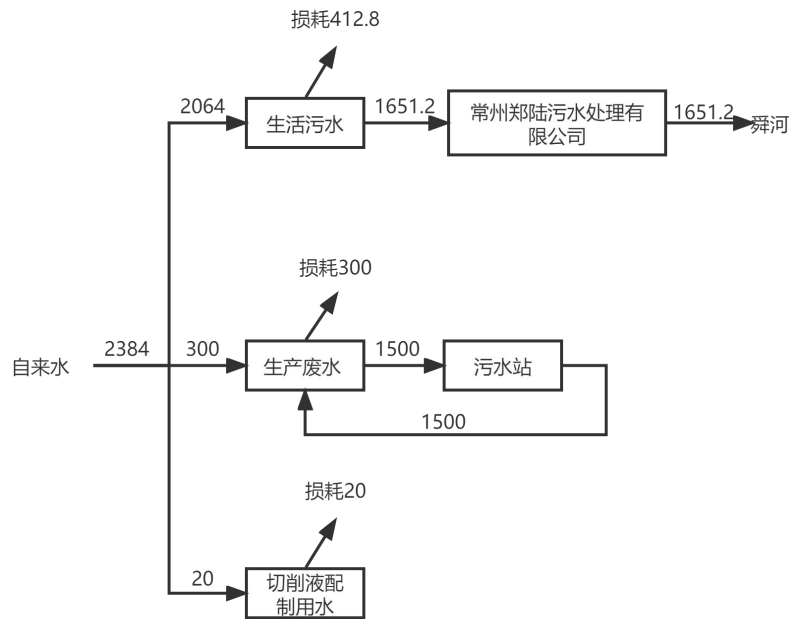 损耗412.8
2064
生活污水
1651.2
常州郑陆污水处理有
限公司
1651.2
舜河
损耗300
自来水
2384
300
生产废水
1500
污水站
1500
损耗20
20
切削液配
制用水